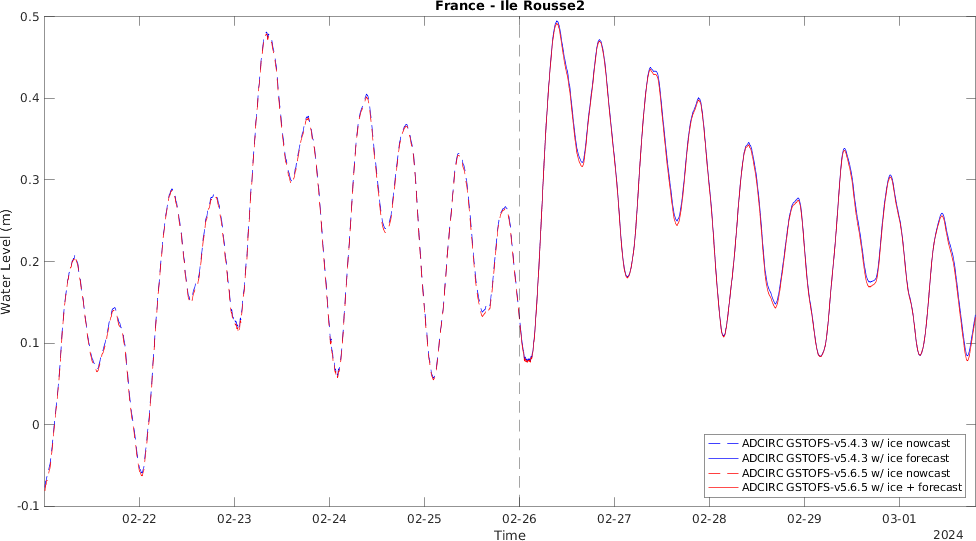 France - Ile Rousse2
0.5
0.4
0.3
0.2
0.1
0
-0.1
Water Level (m)
ADCIRC GSTOFS-v5.4.3 w/ ice nowcast
ADCIRC GSTOFS-v5.4.3 w/ ice forecast
ADCIRC GSTOFS-v5.6.5 w/ ice nowcast
ADCIRC GSTOFS-v5.6.5 w/ ice + forecast
02-22 02-23 02-24 02-25 02-26 02-27 02-28 02-29 03-01
Time
2024